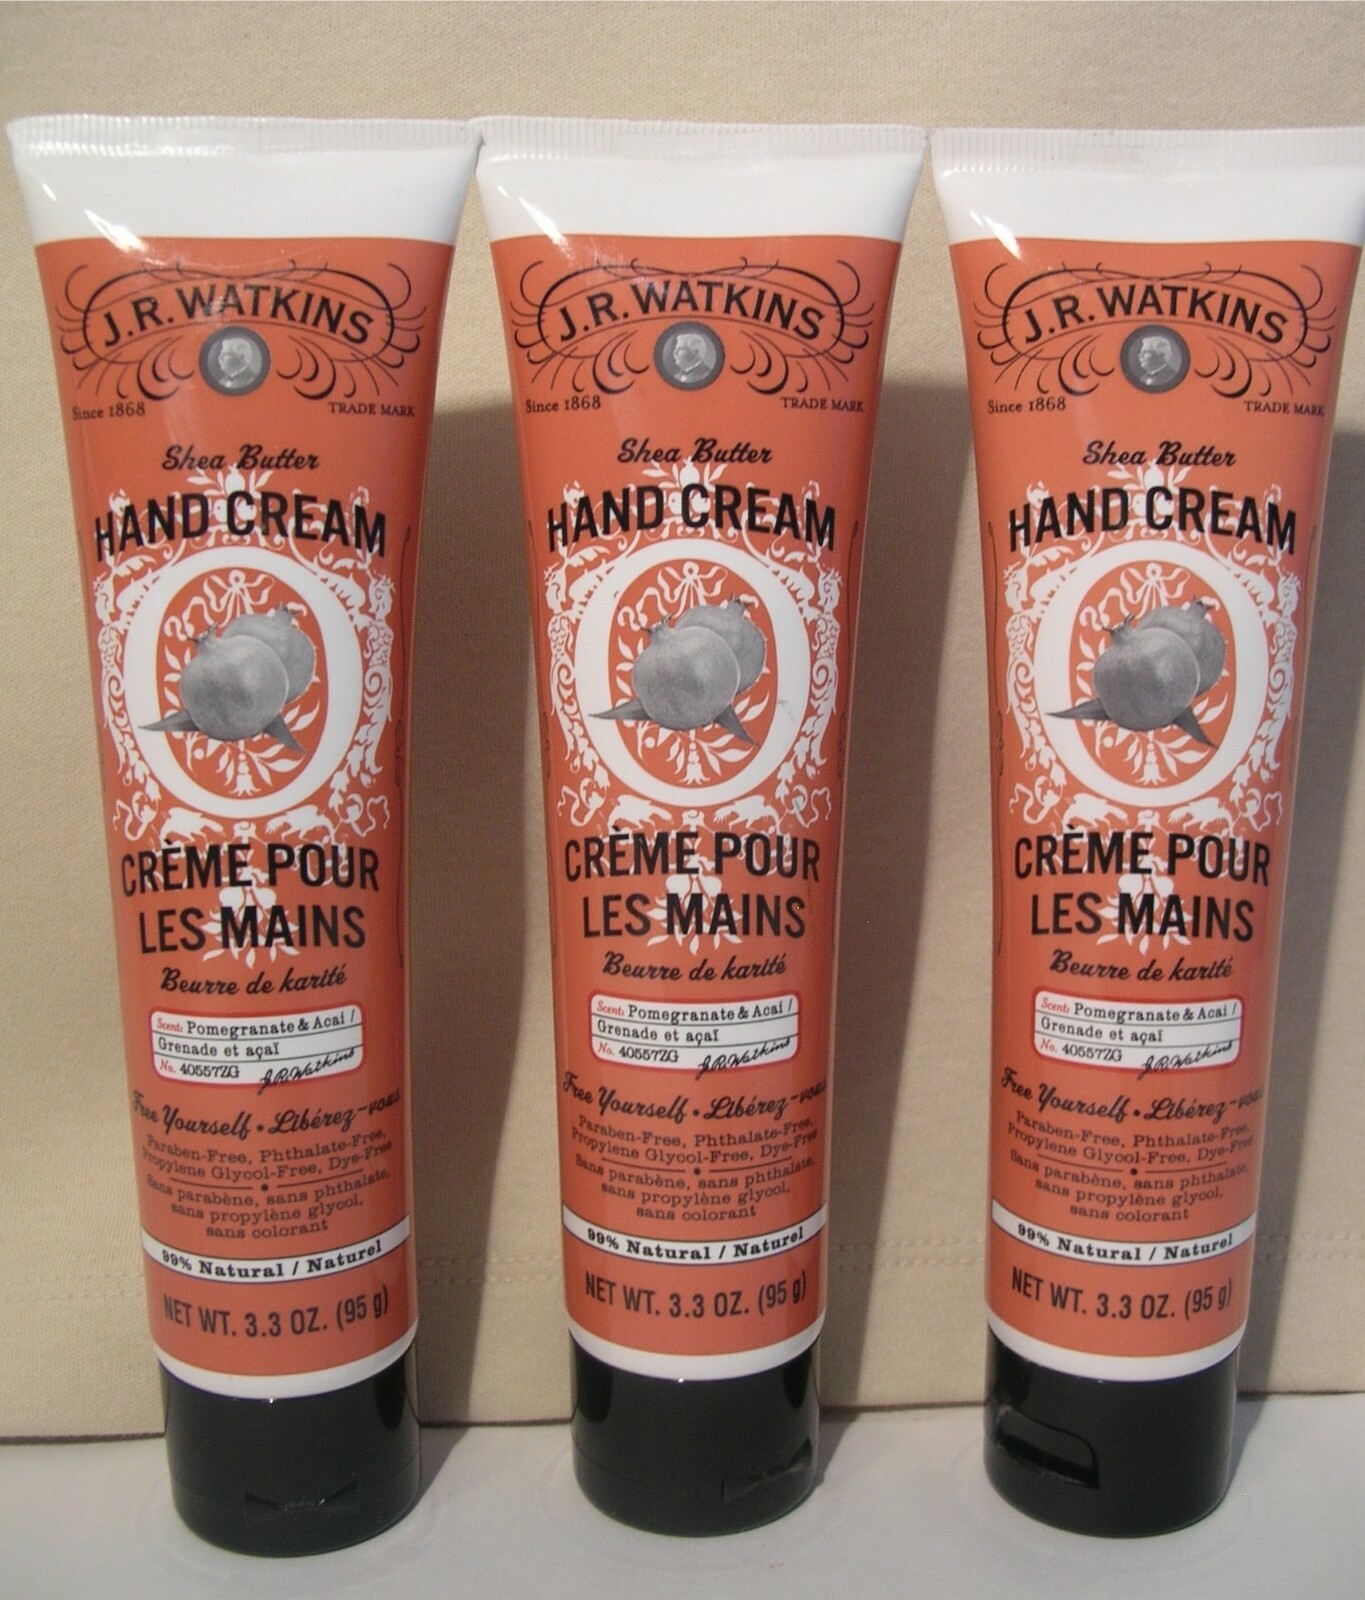 J.R. WATKINS
Since 1868 TRADE MARK
Shea Butter
HAND CREAM
CRÈME POUR
LES MAINS
Beurre de karité
Scent: Pomegranate & Acai /
Grenade et açaï
No. 40557ZG J.R. Watkins
Free Yourself • Libérez-vous
Paraben-Free, Phthalate-Free,
Propylene Glycol-Free, Dye-Free
Sans parabène, sans phthalate,
sans propylène glycol,
sans colorant
99% Natural / Naturel
NET WT. 3.3 OZ. (95 g)
J.R. WATKINS
Since 1868 TRADE MARK
Shea Butter
HAND CREAM
CRÈME POUR
LES MAINS
Beurre de karité
Scent: Pomegranate & Acai /
Grenade et açaï
No. 40557ZG J.R. Watkins
Free Yourself • Libérez-vous
Paraben-Free, Phthalate-Free,
Propylene Glycol-Free, Dye-Free
Sans parabène, sans phthalate,
sans propylène glycol,
sans colorant
99% Natural / Naturel
NET WT. 3.3 OZ. (95 g)
J.R. WATKINS
Since 1868 TRADE MARK
Shea Butter
HAND CREAM
CRÈME POUR
LES MAINS
Beurre de karité
Scent: Pomegranate & Acai /
Grenade et açaï
No. 40557ZG J.R. Watkins
Free Yourself • Libérez-vous
Paraben-Free, Phthalate-Free,
Propylene Glycol-Free, Dye-Free
Sans parabène, sans phthalate,
sans propylène glycol,
sans colorant
99% Natural / Naturel
NET WT. 3.3 OZ. (95 g)